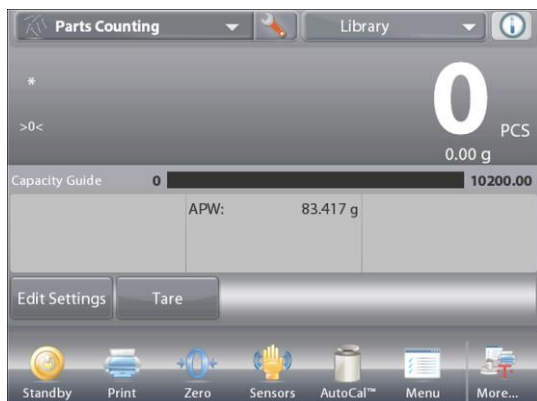 Parts Counting
Library
*
0
>0<
PCS
0.00 g
Capacity Guide 0 10200.00
APW: 83.417 g
Edit Settings Tare
Standby Print Zero Sensors AutoCal™ Menu More...